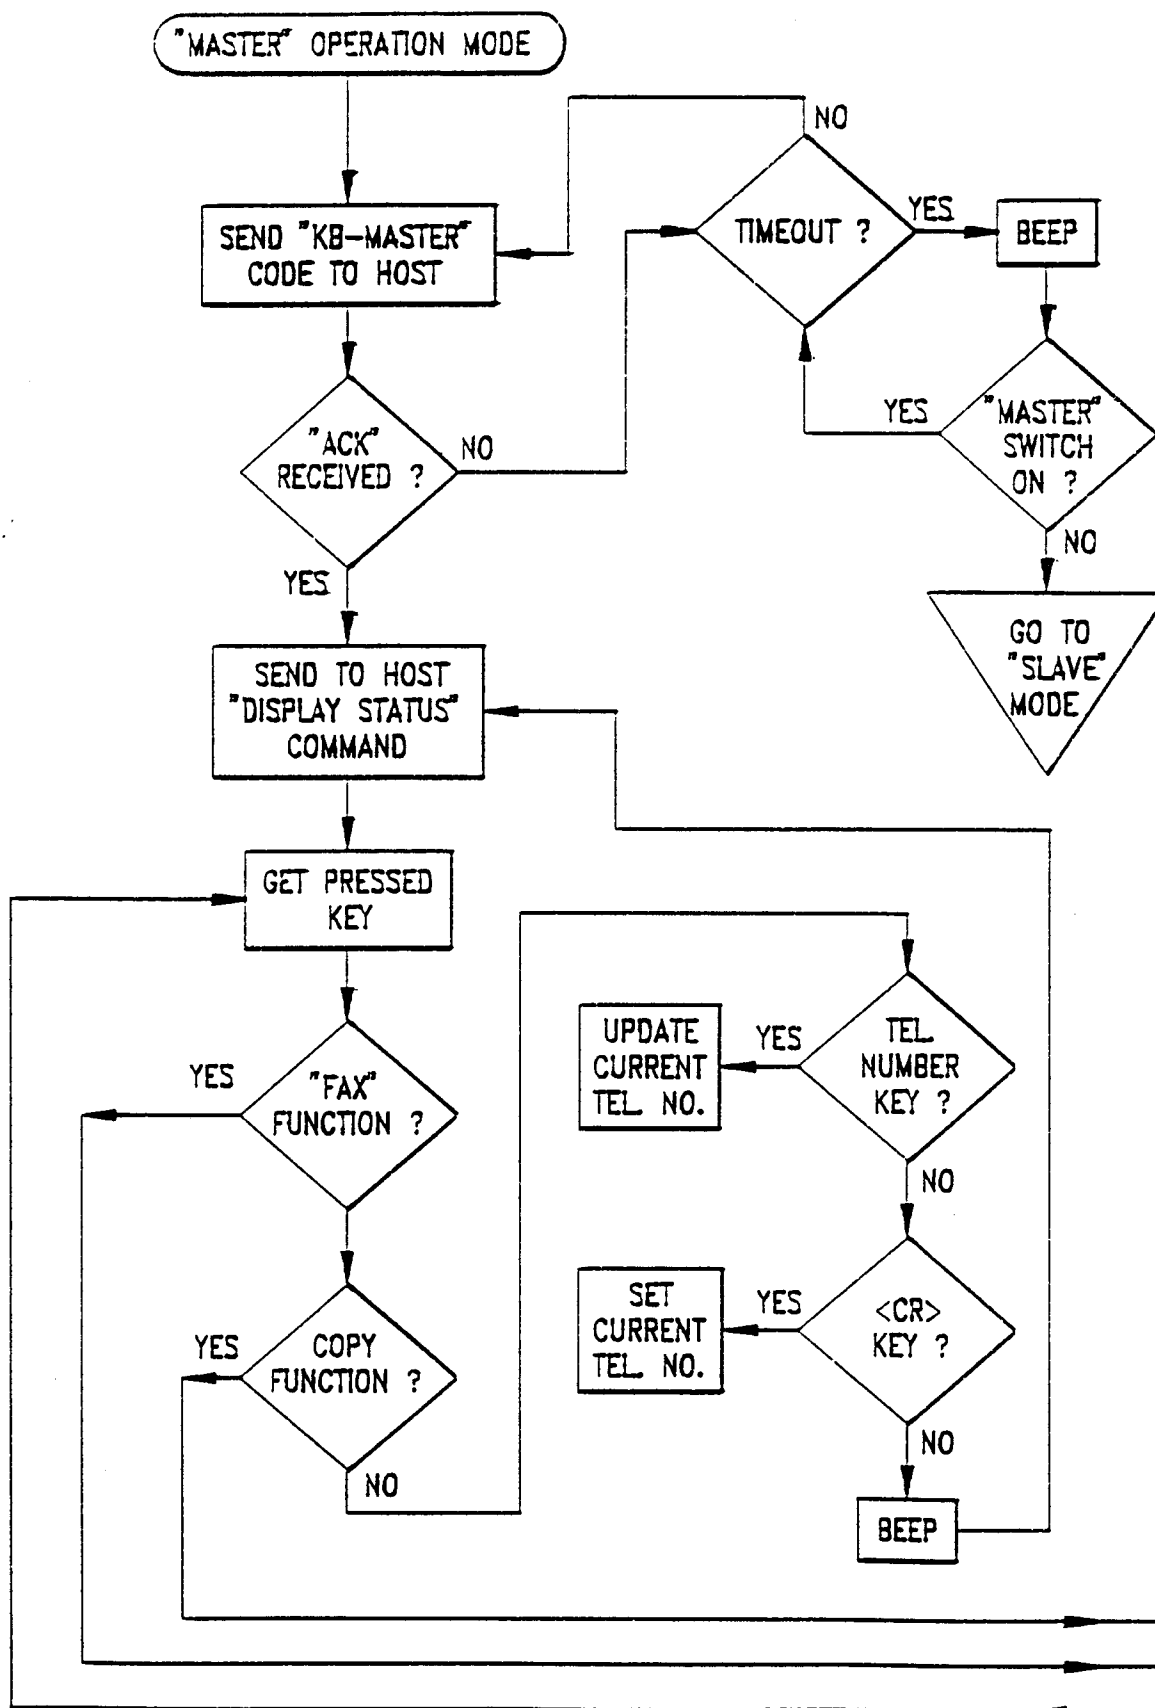 "MASTER" OPERATION MODE
NO
TIMEOUT ?
YES
BEEP
SEND "KB-MASTER"
CODE TO HOST
"ACK"
RECEIVED ?
NO
YES
"MASTER"
SWITCH
ON ?
YES
NO
GO TO
"SLAVE"
MODE
SEND TO HOST
"DISPLAY STATUS"
COMMAND
GET PRESSED
KEY
YES
"FAX"
FUNCTION ?
UPDATE
CURRENT
TEL. NO.
YES
TEL.
NUMBER
KEY ?
NO
YES
COPY
FUNCTION ?
NO
SET
CURRENT
TEL. NO.
YES
<CR>
KEY ?
NO
BEEP